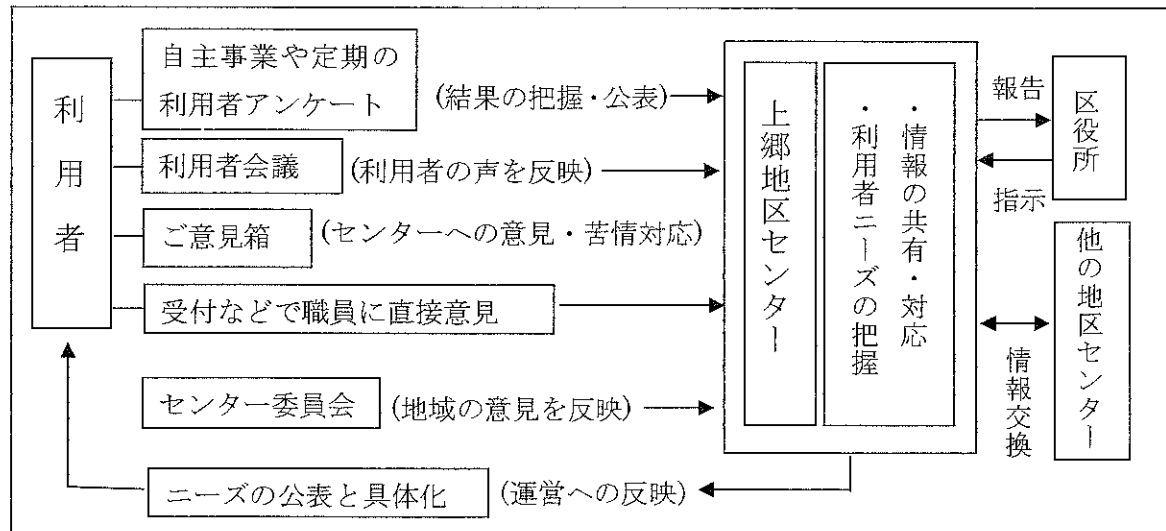 利用者
自主事業や定期の
利用者アンケート
(結果の把握・公表)
利用者会議
(利用者の声を反映)
ご意見箱
(センターへの意見・苦情対応)
受付などで職員に直接意見
センター委員会
(地域の意見を反映)
ニーズの公表と具体化
(運営への反映)
上郷地区センター
・情報の共有・対応
・利用者ニーズの把握
報告
指示
区役所
情報交換
他の地区センター